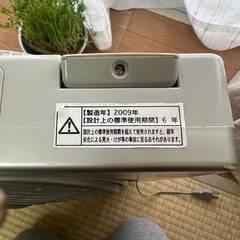 【製造年】2009年
【設計上の標準使用期間】6 年
設計上の標準使用期間を超えて使用されますと、経年
劣化による発火・けが等の事故に至るおそれがあります。